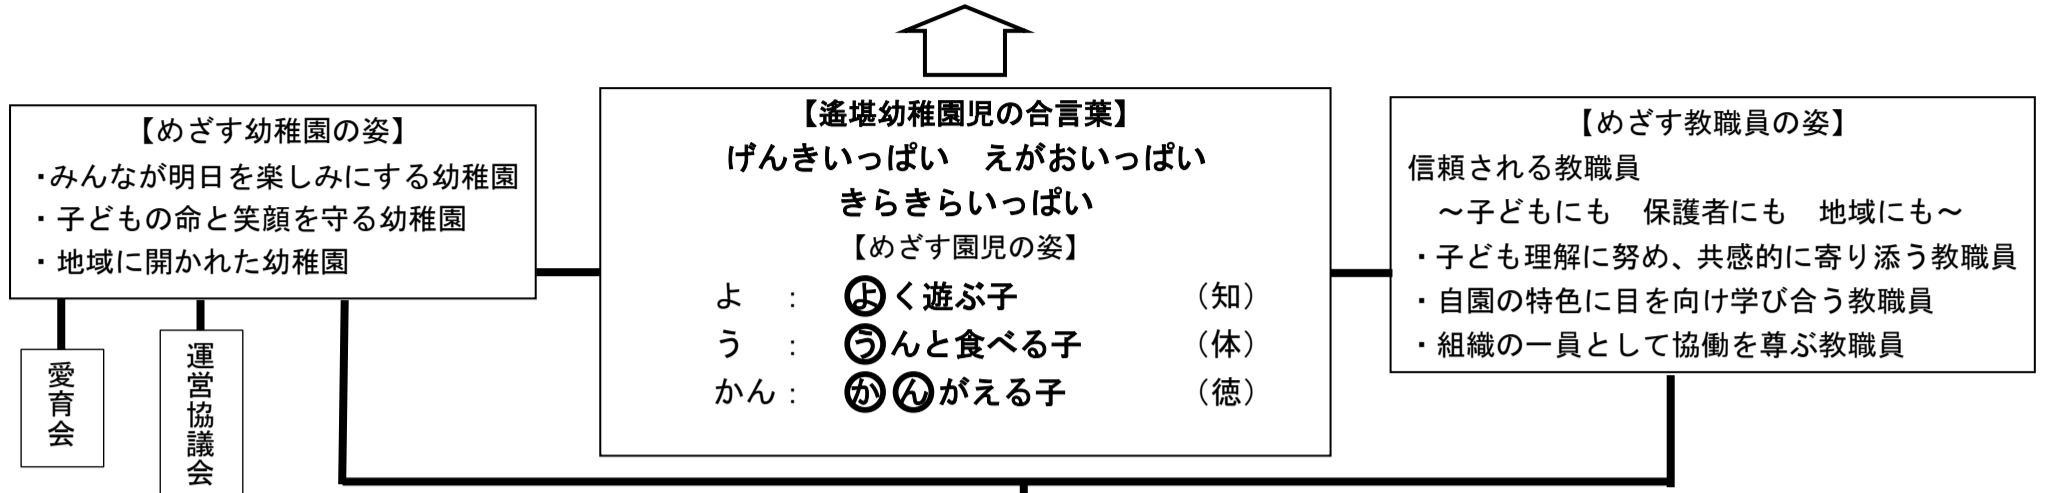 【めざす幼稚園の姿】
・みんなが明日を楽しみにする幼稚園
・子どもの命と笑顔を守る幼稚園
・地域に開かれた幼稚園
愛育会
運営協議会
【遙堪幼稚園児の合言葉】
げんきいっぱい　えがおいっぱい
きらきらいっぱい
【めざす園児の姿】
よ　：　よく遊ぶ子　（知）
う　：　うんと食べる子　（体）
かん：　かんがえる子　（徳）
【めざす教職員の姿】
信頼される教職員
～子どもにも　保護者にも　地域にも～
・子ども理解に努め、共感的に寄り添う教職員
・自園の特色に目を向け学び合う教職員
・組織の一員として協働を尊ぶ教職員